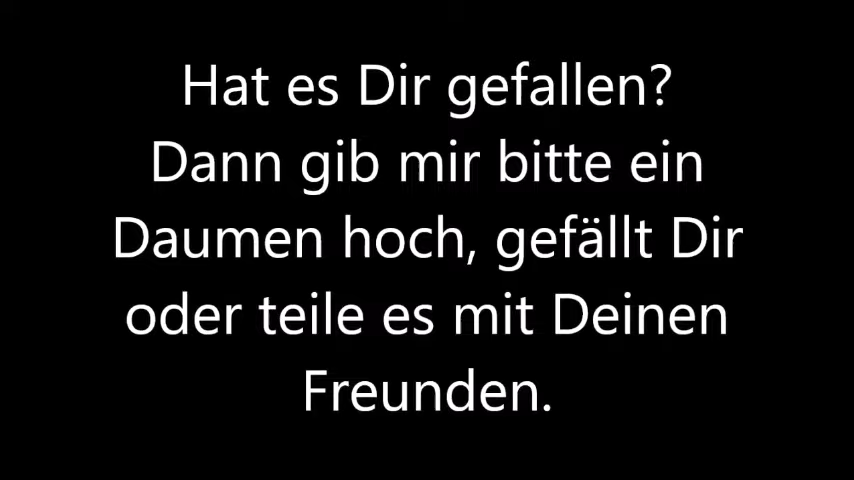 Hat es Dir gefallen?
Dann gib mir bitte ein
Daumen hoch, gefällt Dir
oder teile es mit Deinen
Freunden.